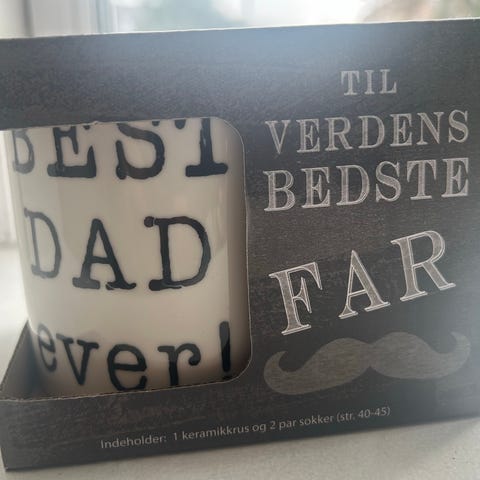 BEST
DAD
ever!
TIL
VERDENS
BEDSTE
FAR
Indeholder: 1 keramikkrus og 2 par sokker (str. 40-45)